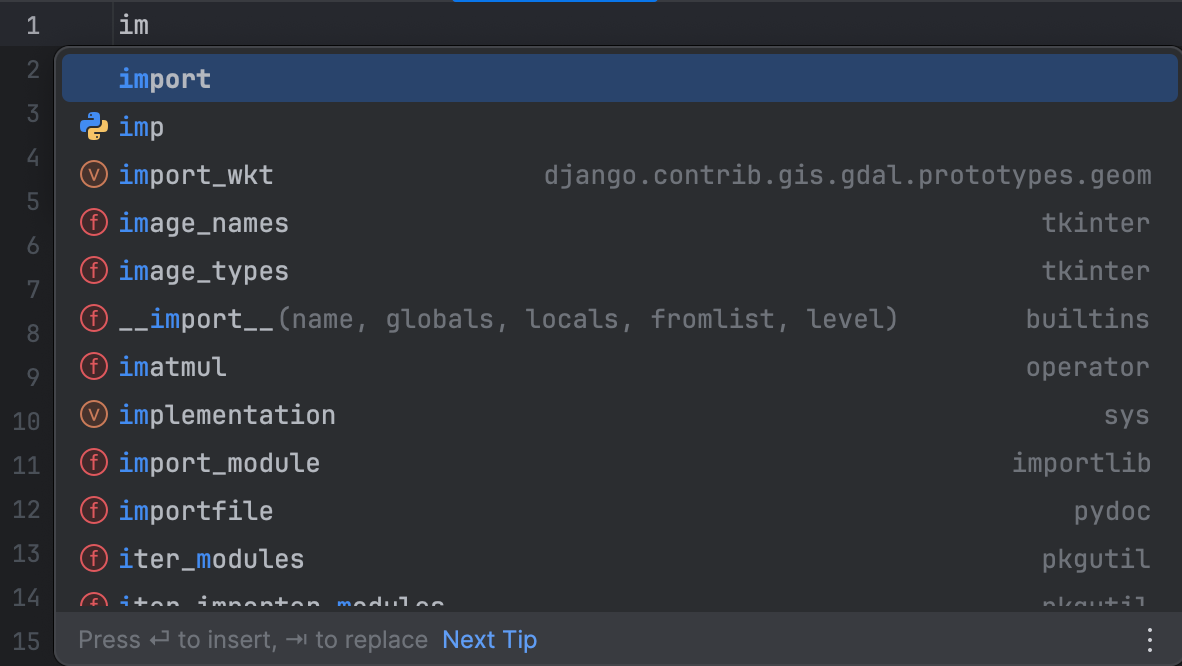 1 im
2 import
3 imp
4 import_wkt django.contrib.gis.gdal.prototypes.geom
5 image_names tkinter
6 image_types tkinter
7 __import__(name, globals, locals, fromlist, level) builtins
8 imatmul operator
9 implementation sys
10 import_module importlib
11 importfile pydoc
12 iter_modules pkgutil
13 iter_importer_modules pkgutil
14
15 Press ⏎ to insert, ⇥ to replace Next Tip